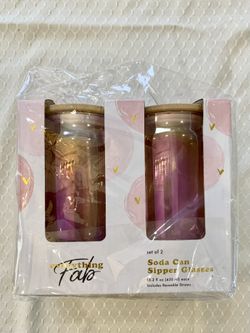 Everything
Fab
set of 2
Soda Can
Sipper Glasses
Includes Reusable Straws